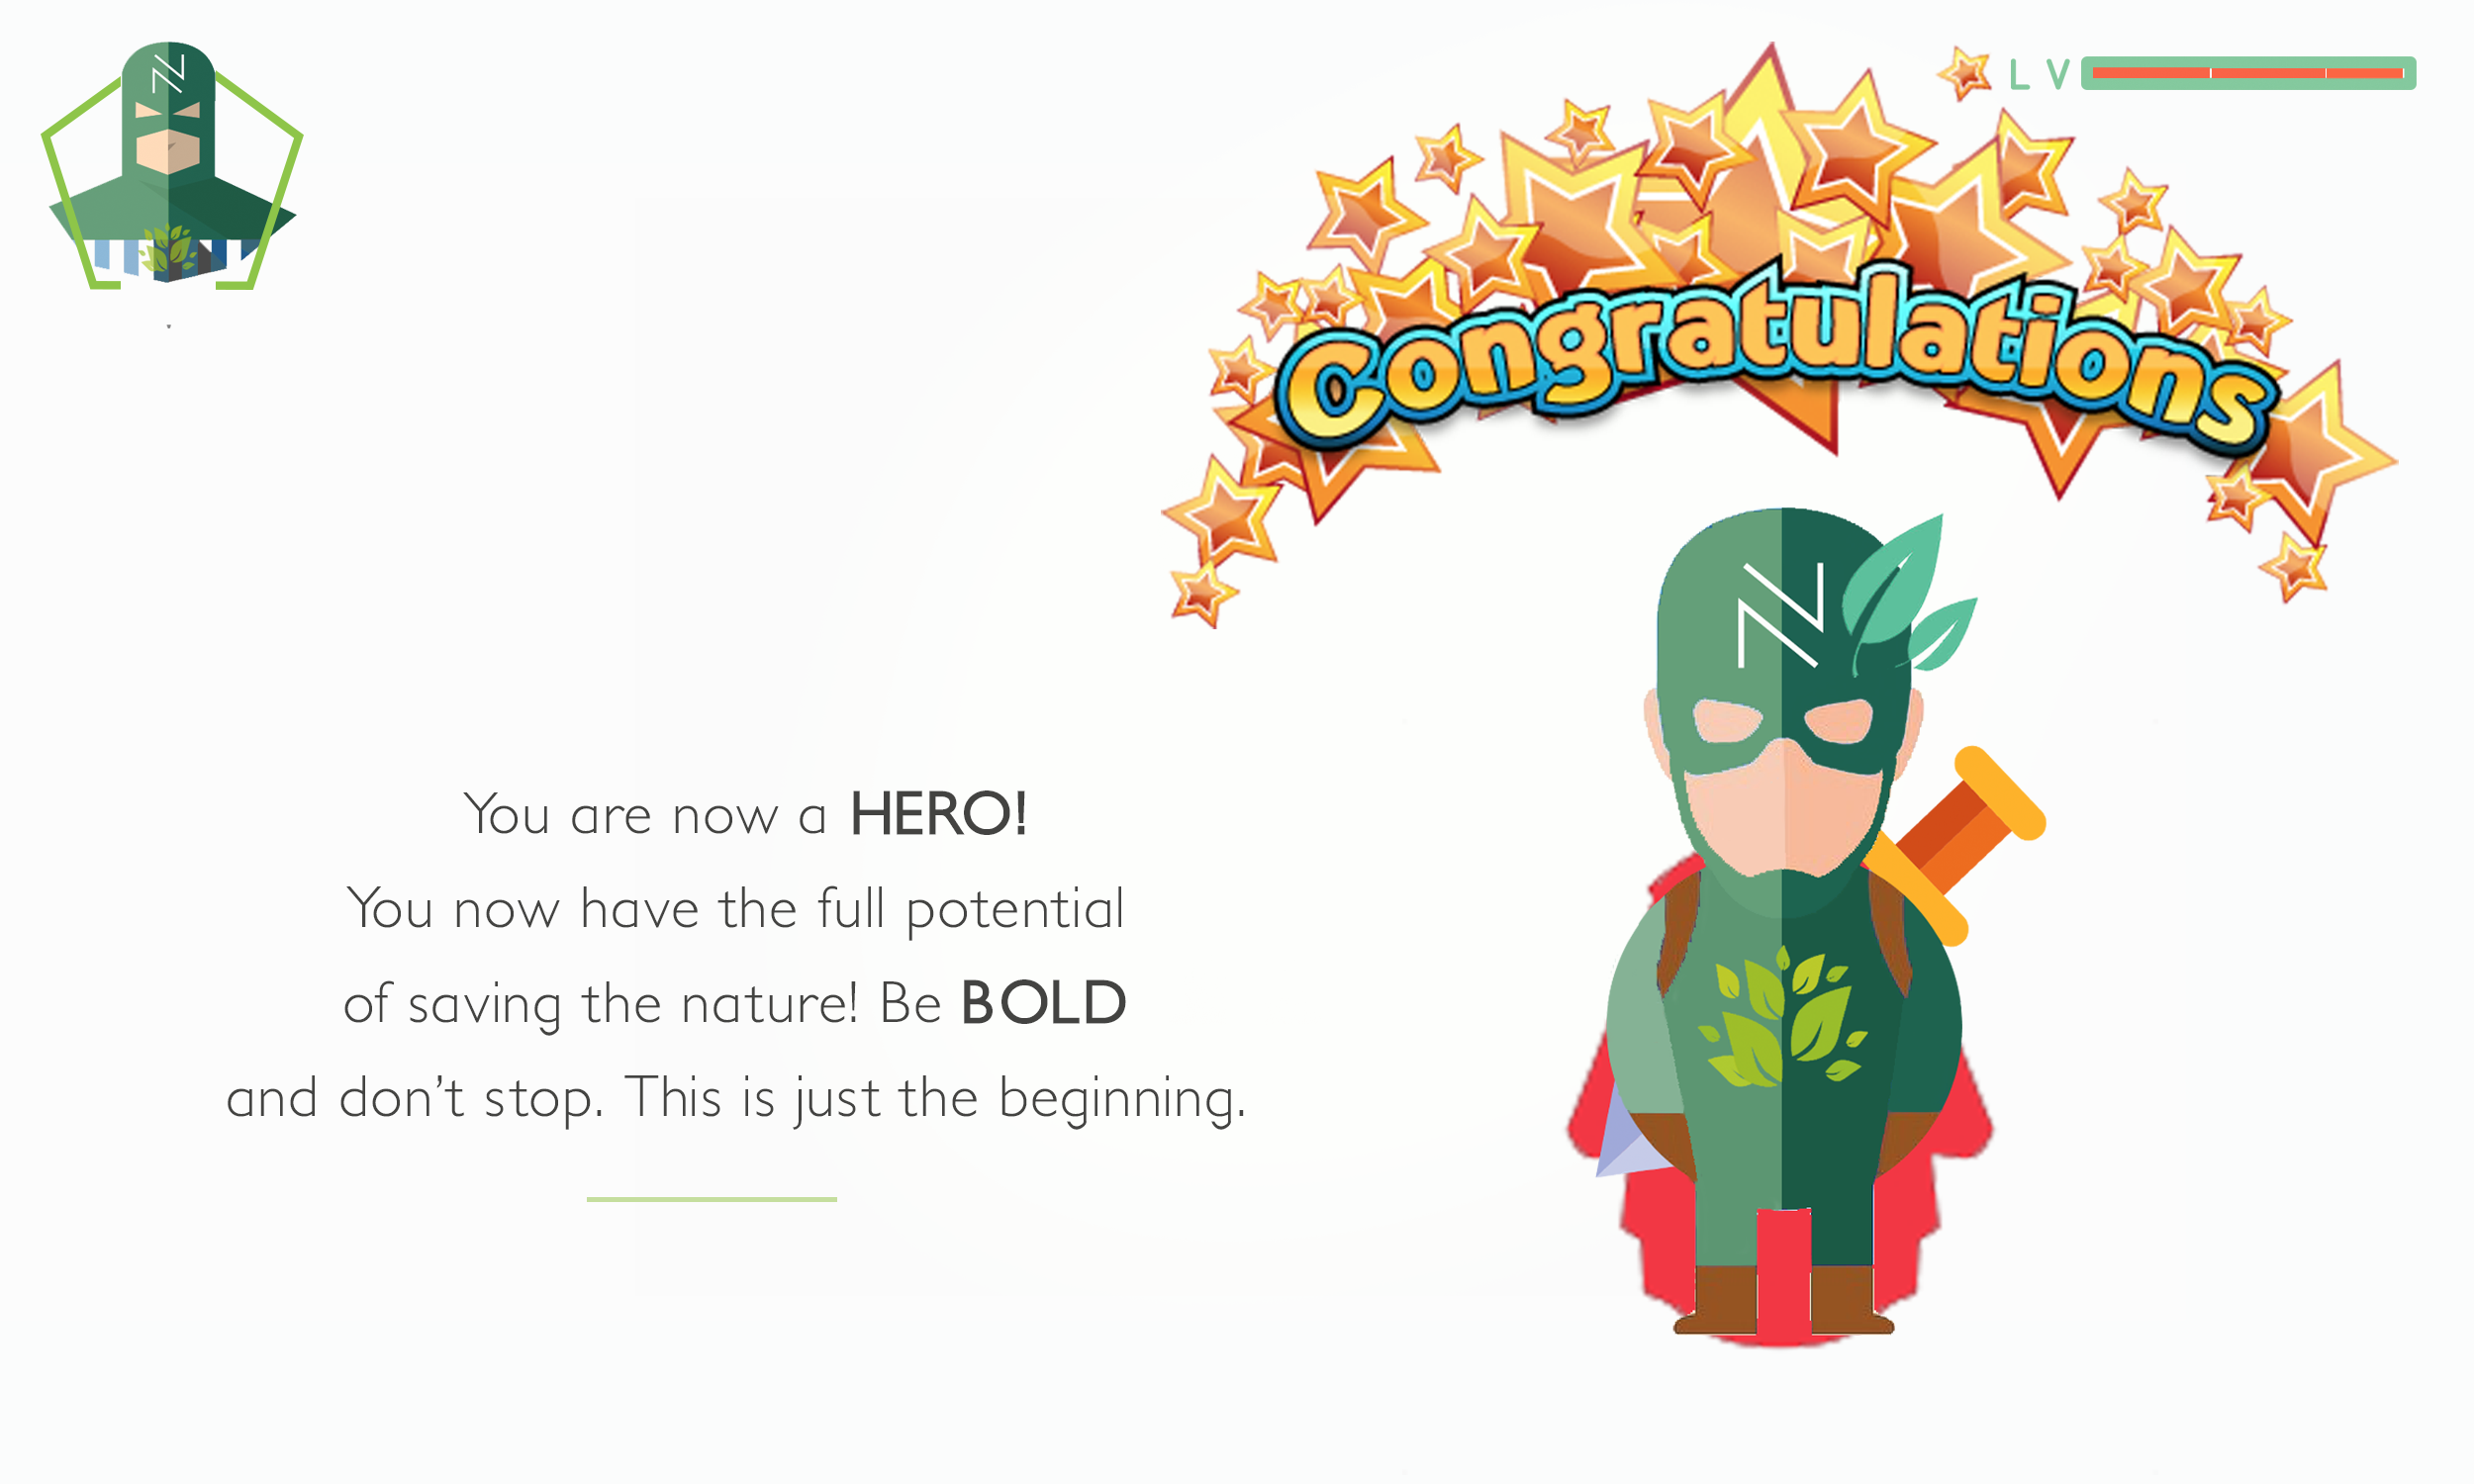 N
LV
Congratulations
N
You are now a HERO!
You now have the full potential
of saving the nature! Be BOLD
and don’t stop. This is just the beginning.